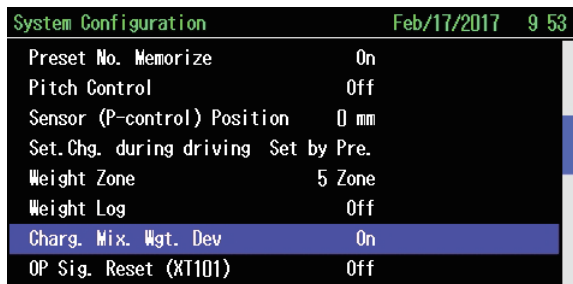 System Configuration Feb/17/2017 9 53
Preset No. Memorize On
Pitch Control Off
Sensor (P-control) Position 0 mm
Set.Chg. during driving Set by Pre.
Weight Zone 5 Zone
Weight Log Off
Charg. Mix. Wgt. Dev On
OP Sig. Reset (XT101) Off